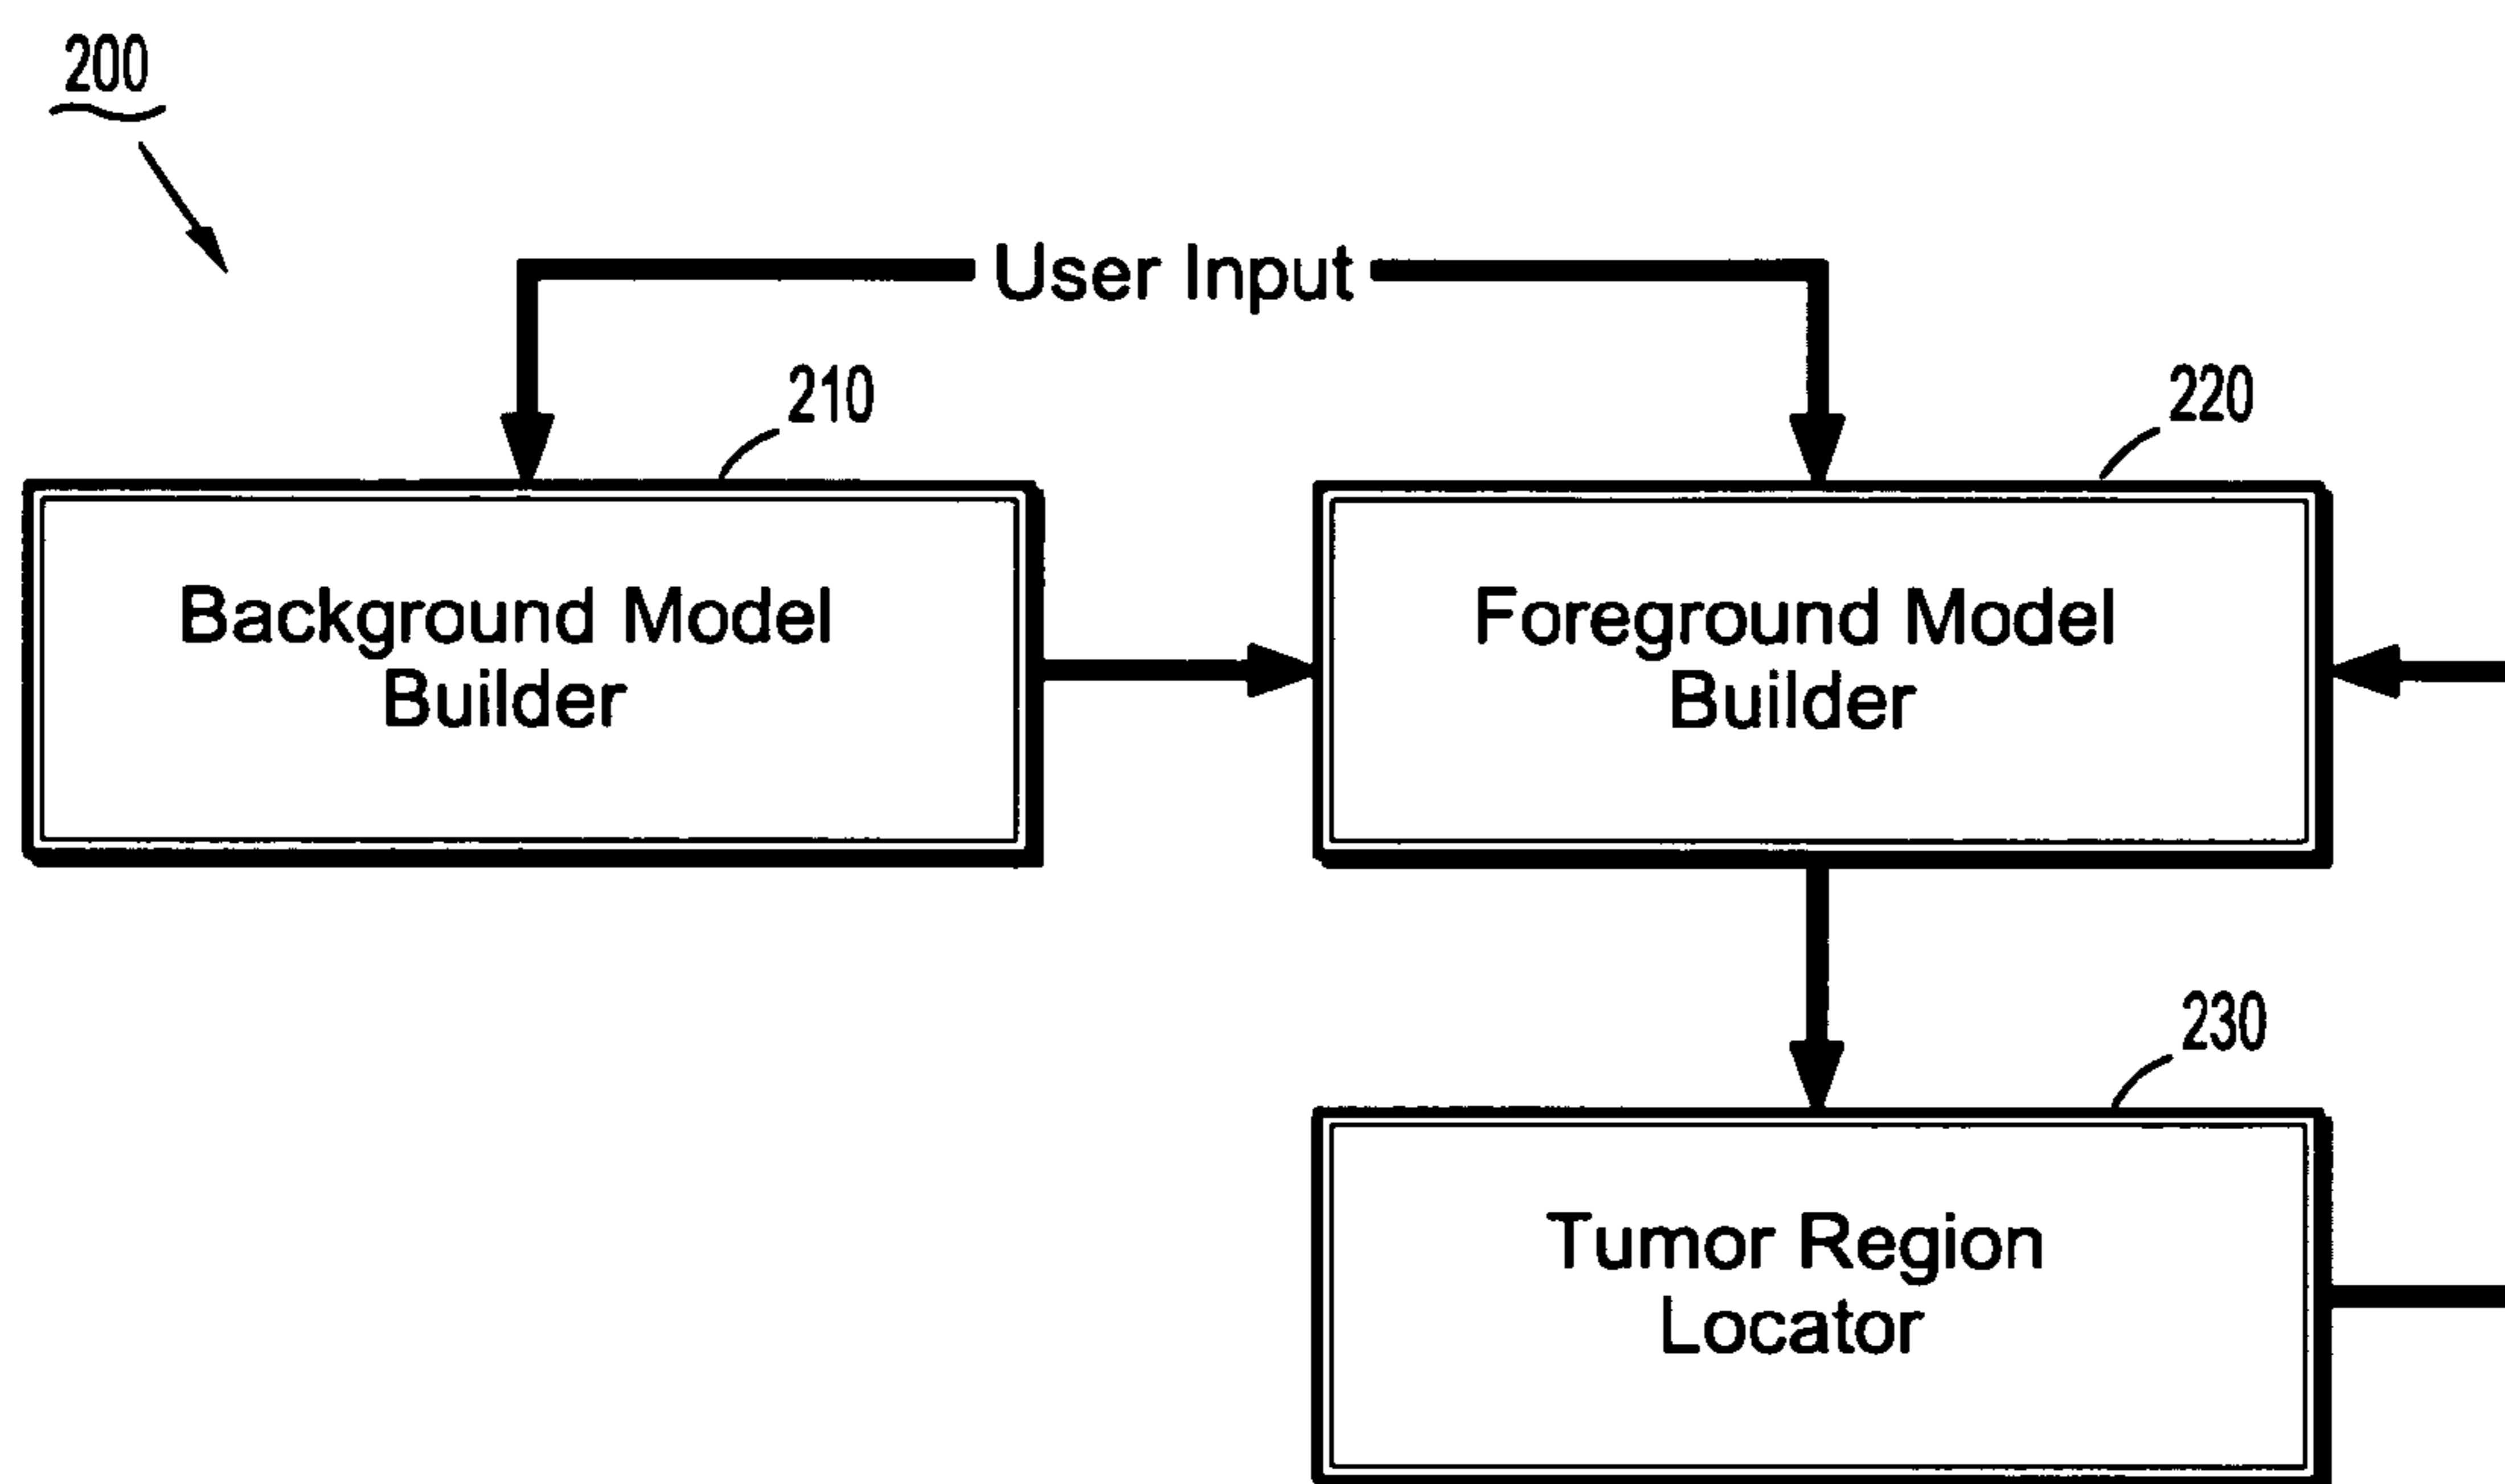 200
User Input
210
220
Background Model
Builder
Foreground Model
Builder
230
Tumor Region
Locator